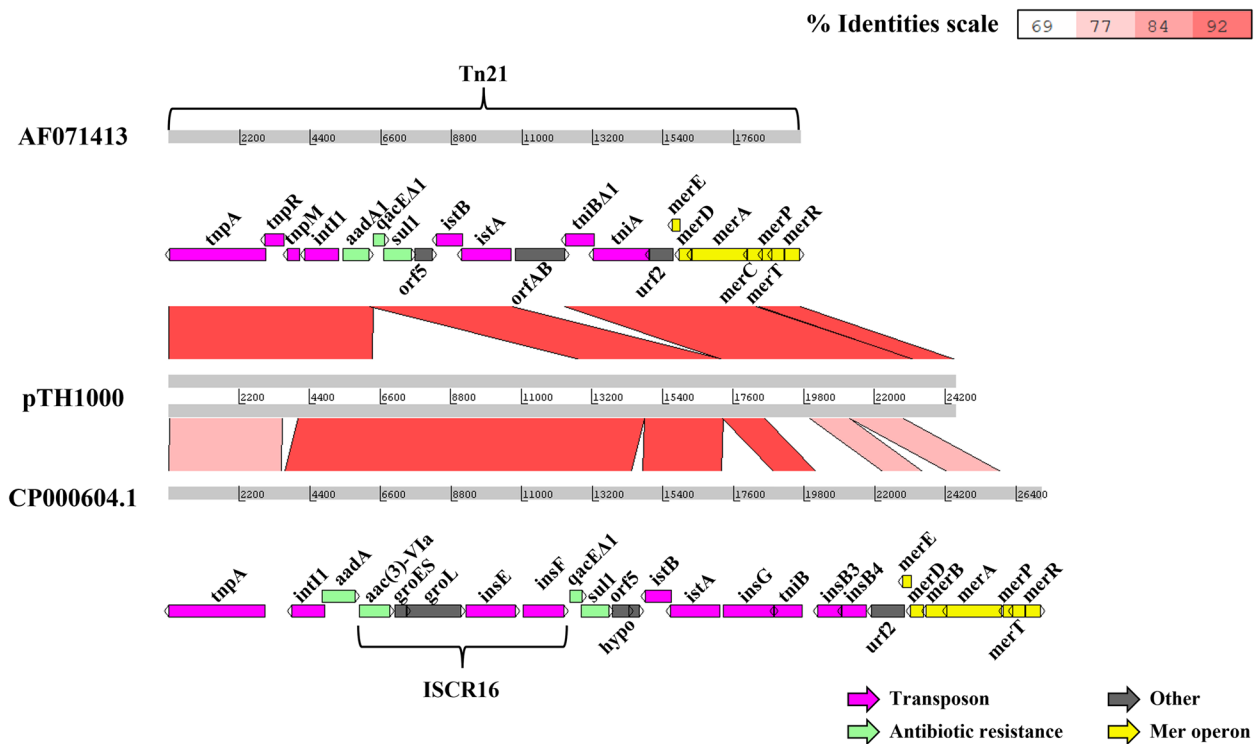 % Identities scale
69 77 84 92
Tn21
AF071413
2200 4400 6600 8800 11000 13200 15400 17600
tnpA tnpR tnpM intI1 aadA1 qacEΔ1 sul1 istB istA tniBΔ1 tniA merE merD merA merP merR
orf5 orfAB urf2 merC merT
pTH1000
2200 4400 6600 8800 11000 13200 15400 17600 19800 22000 24200
CP000604.1
2200 4400 6600 8800 11000 13200 15400 17600 19800 22000 24200 26400
tnpA intI1 aadA aac(3)-VIa groES groL insE insF qacEΔ1 sul1 orf5 istB istA insG tniB insB3 insB4 merE merD merB merA merP merR
hypo urf2 merT
ISCR16
Transposon
Other
Antibiotic resistance
Mer operon